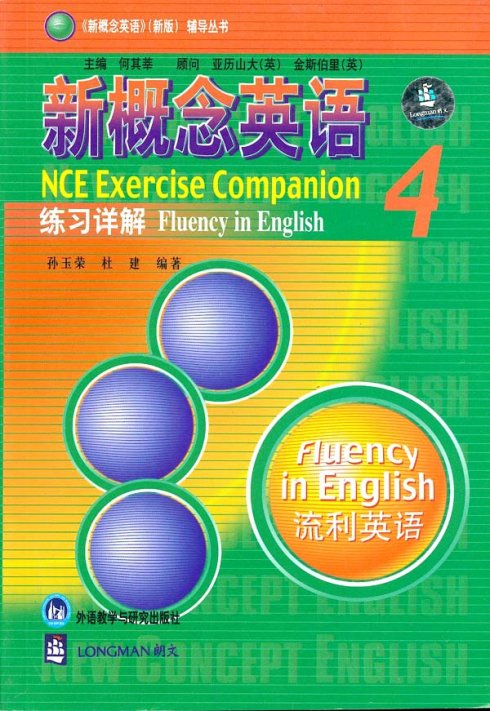 《新概念英语》(新版) 辅导丛书
主编 何其莘 顾问 亚历山大(英) 金斯伯里(英)
新概念英语
Longman 朗文
NCE Exercise Companion
4
练习详解 Fluency in English
孙玉荣 杜 建 编著
Fluency
in English
流利英语
外语教学与研究出版社
LONGMAN 朗文
NEW CONCEPT ENGLISH